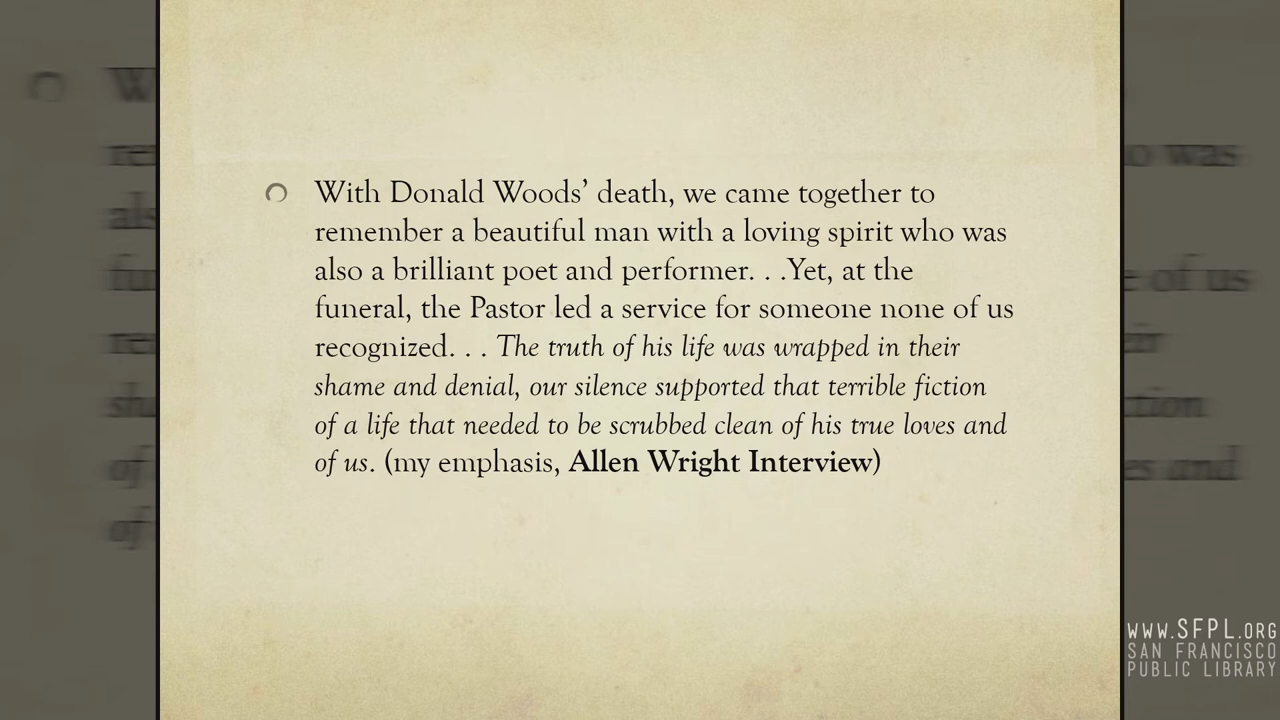 With Donald Woods’ death, we came together to
remember a beautiful man with a loving spirit who was
also a brilliant poet and performer. . .Yet, at the
funeral, the Pastor led a service for someone none of us
recognized. . . The truth of his life was wrapped in their
shame and denial, our silence supported that terrible fiction
of a life that needed to be scrubbed clean of his true loves and
of us. (my emphasis, Allen Wright Interview)
WWW.SFPL.ORG
SAN FRANCISCO
PUBLIC LIBRARY